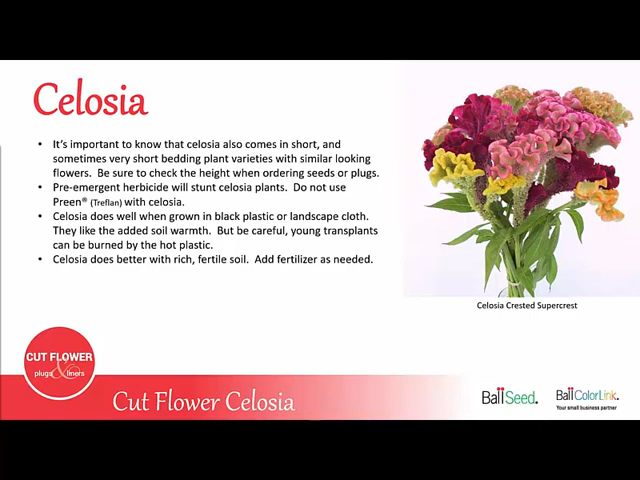 Celosia
• It's important to know that celosia also comes in short, and
sometimes very short bedding plant varieties with similar looking
flowers. Be sure to check the height when ordering seeds or plugs.
• Pre-emergent herbicide will stunt celosia plants. Do not use
Preen® (Treflan) with celosia.
• Celosia does well when grown in black plastic or landscape cloth.
They like the added soil warmth. But be careful, young transplants
can be burned by the hot plastic.
• Celosia does better with rich, fertile soil. Add fertilizer as needed.
Celosia Crested Supercrest
CUT FLOWER
plugs & liners
Cut Flower Celosia
Ball Seed.
Ball ColorLink.
Your small business partner